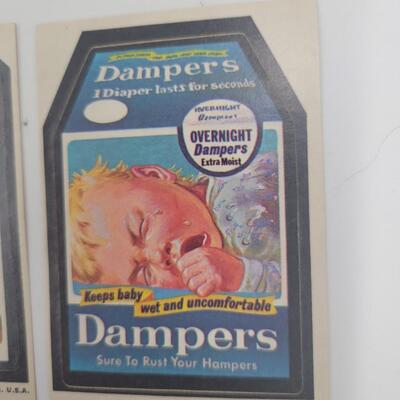 Dampers
1 Diaper lasts for seconds
OVERNIGHT
Dampers
OVERNIGHT
Dampers
Extra Moist
Keeps baby
wet and uncomfortable
Dampers
Sure To Rust Your Hampers
U.S.A.